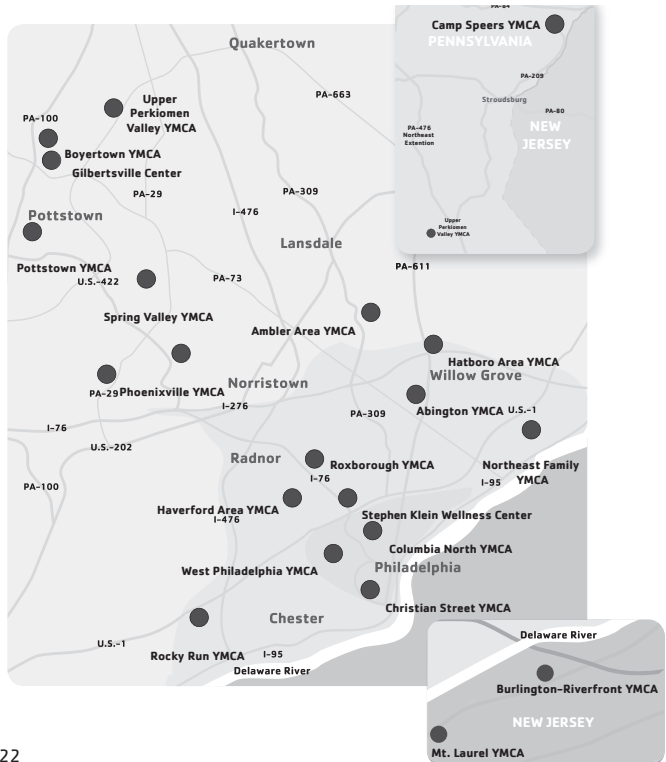 PA-84
Camp Speers YMCA
PENNSYLVANIA
Quakertown
PA-209
PA-663
Stroudsburg
Upper
Perkiomen
Valley YMCA
PA-80
PA-100
PA-476
Northeast
Extention
NEW
JERSEY
Boyertown YMCA
Gilbertsville Center
PA-29
PA-309
Pottstown
I-476
Upper
Perkiomen
Valley YMCA
Lansdale
Pottstown YMCA
PA-611
U.S.-422
PA-73
Spring Valley YMCA
Ambler Area YMCA
Hatboro Area YMCA
Willow Grove
Norristown
PA-29
Phoenixville YMCA
I-276
PA-309
Abington YMCA
U.S.-1
I-76
U.S.-202
Radnor
Roxborough YMCA
Northeast Family
YMCA
I-76
I-95
PA-100
Haverford Area YMCA
I-476
Stephen Klein Wellness Center
Columbia North YMCA
West Philadelphia YMCA
Philadelphia
Christian Street YMCA
Chester
U.S.-1
Rocky Run YMCA
I-95
Delaware River
Delaware River
Burlington-Riverfront YMCA
NEW JERSEY
Mt. Laurel YMCA
22